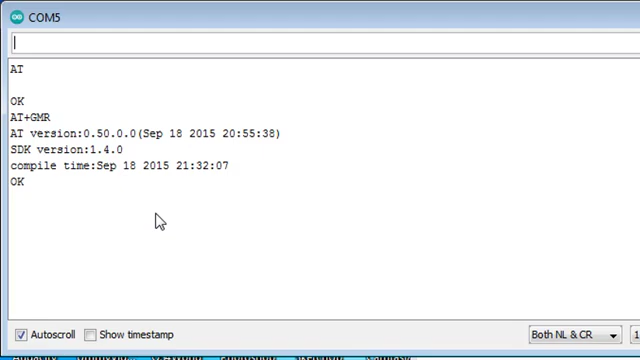 COM5
AT
OK
AT+GMR
AT version:0.50.0.0(Sep 18 2015 20:55:38)
SDK version:1.4.0
compile time:Sep 18 2015 21:32:07
OK
Autoscroll
Show timestamp
Both NL & CR
1